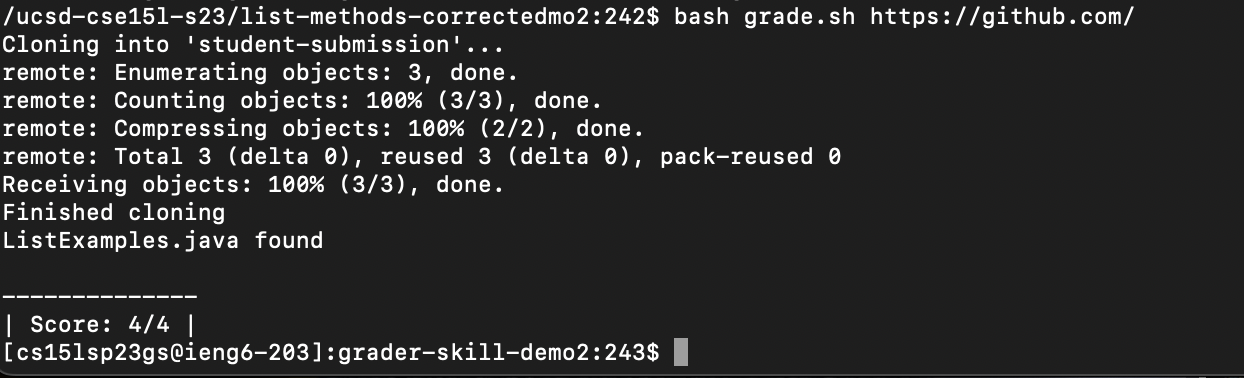 /ucsd-cse15l-s23/list-methods-correctedmo2:242$ bash grade.sh https://github.com/
Cloning into 'student-submission'...
remote: Enumerating objects: 3, done.
remote: Counting objects: 100% (3/3), done.
remote: Compressing objects: 100% (2/2), done.
remote: Total 3 (delta 0), reused 3 (delta 0), pack-reused 0
Receiving objects: 100% (3/3), done.
Finished cloning
ListExamples.java found
--------------
| Score: 4/4 |
[cs15lsp23gs@ieng6-203]:grader-skill-demo2:243$